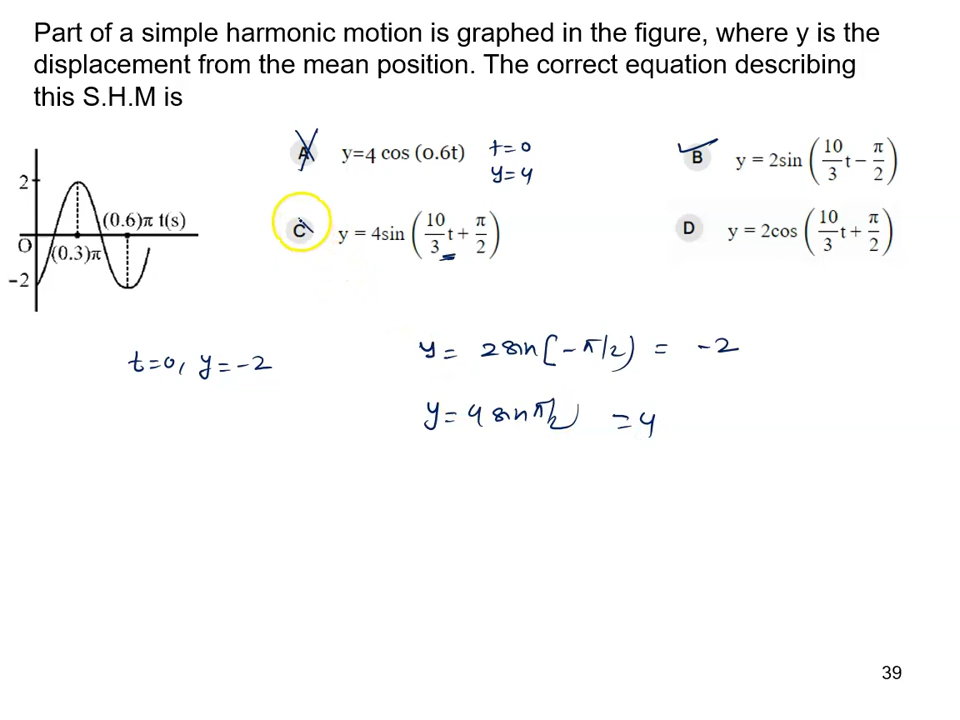 Part of a simple harmonic motion is graphed in the figure, where y is the
displacement from the mean position. The correct equation describing
this S.H.M is
A y=4 cos (0.6t) t=0
y=4
B y = 2sin (10/3 t − π/2)
C y = 4sin (10/3 t + π/2)
D y = 2cos (10/3 t + π/2)
2
(0.6)π t(s)
O
(0.3)π
−2
t=0, y=-2
y= 2sin(-π/2) = -2
y=4 sinπ/2 =4
39